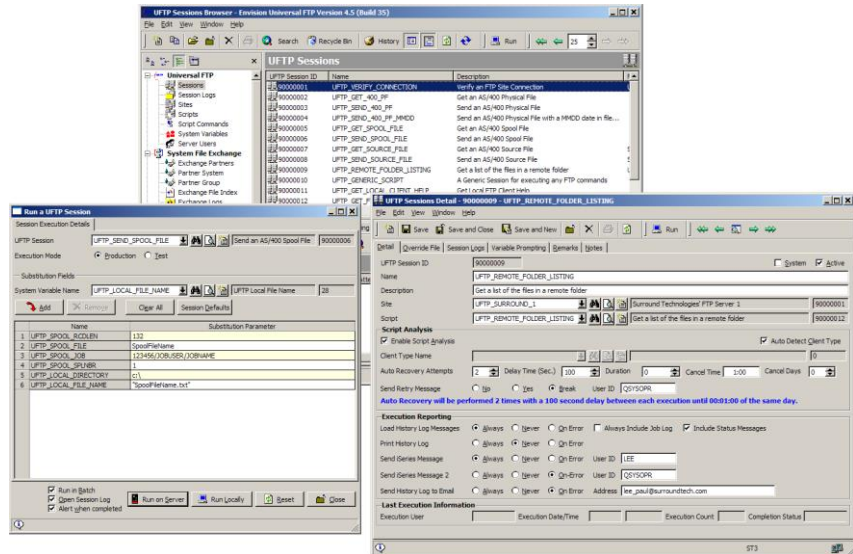 UFTP Sessions Browser - Envision Universal FTP Version 4.5 (Build 35)
File Edit View Window Help
Search Recycle Bin History 25 Run
UFTP Sessions
Universal FTP
Sessions
Session Logs
Sites
Scripts
Script Commands
System Variables
Server Users
System File Exchange
Exchange Partners
Partner System
Partner Group
Exchange File Index
Exchange Logs
UFTP Session ID Name Description
90000001 UFTP_VERIFY_CONNECTION Verify an FTP Site Connection
90000002 UFTP_GET_400_PF Get an AS/400 Physical File
90000003 UFTP_SEND_400_PF Send an AS/400 Physical File
90000004 UFTP_SEND_400_PF_MMDD Send an AS/400 Physical File with a MMDD date in file...
90000005 UFTP_GET_SPOOL_FILE Get an AS/400 Spool File
90000006 UFTP_SEND_SPOOL_FILE Send an AS/400 Spool File
90000007 UFTP_GET_SOURCE_FILE Get an AS/400 Source File
90000008 UFTP_SEND_SOURCE_FILE Send an AS/400 Source File
90000009 UFTP_REMOTE_FOLDER_LISTING Get a list of the files in a remote folder
90000010 UFTP_GENERIC_SCRIPT A Generic Session for executing any FTP commands
90000011 UFTP_GET_LOCAL_CLIENT_HELP Get Local FTP Client Help
90000012
Run a UFTP Session
Session Execution Details
UFTP Session UFTP_SEND_SPOOL_FILE Send an AS/400 Spool File 90000006
Execution Mode Production Test
Substitution Fields
System Variable Name UFTP_LOCAL_FILE_NAME UFTP Local File Name 28
Add Remove Clear All Session Defaults
Name Substitution Parameter
1 UFTP_SPOOL_RCDLEN 132
2 UFTP_SPOOL_FILE SpoolFileName
3 UFTP_SPOOL_JOB 123456/JOBUSER/JOBNAME
4 UFTP_SPOOL_SPLNBR 1
5 UFTP_LOCAL_DIRECTORY c:\
6 UFTP_LOCAL_FILE_NAME "SpoolFileName.txt"
Run in Batch
Open Session Log
Alert when completed
Run on Server Run Locally Reset Close
UFTP Sessions Detail - 90000009 - UFTP_REMOTE_FOLDER_LISTING
File Edit View Window Help
Save Save and Close Save and New Run
Detail Override File Session Logs Variable Prompting Remarks Notes
UFTP Session ID 90000009 System Active
Name UFTP_REMOTE_FOLDER_LISTING
Description Get a list of the files in a remote folder
Site UFTP_SURROUND_1 Surround Technologies' FTP Server 1 90000001
Script UFTP_REMOTE_FOLDER_LISTING Get a list of the files in a remote folder 90000012
Script Analysis
Enable Script Analysis Auto Detect Client Type
Client Type Name 0
Auto Recovery Attempts 2 Delay Time (Sec.) 100 Duration 0 Cancel Time 1:00 Cancel Days 0
Send Retry Message No Yes Break User ID QSYSOPR
Auto Recovery will be performed 2 times with a 100 second delay between each execution until 00:01:00 of the same day.
Execution Reporting
Load History Log Messages Always Never On Error Always Include Job Log Include Status Messages
Print History Log Always Never On Error
Send iSeries Message Always Never On Error User ID LEE
Send iSeries Message 2 Always Never On-Error User ID QSYSOPR
Send History Log to Email Always Never On Error Address lee_paul@surroundtech.com
Last Execution Information
Execution User Execution Date/Time Execution Count Completion Status
ST3